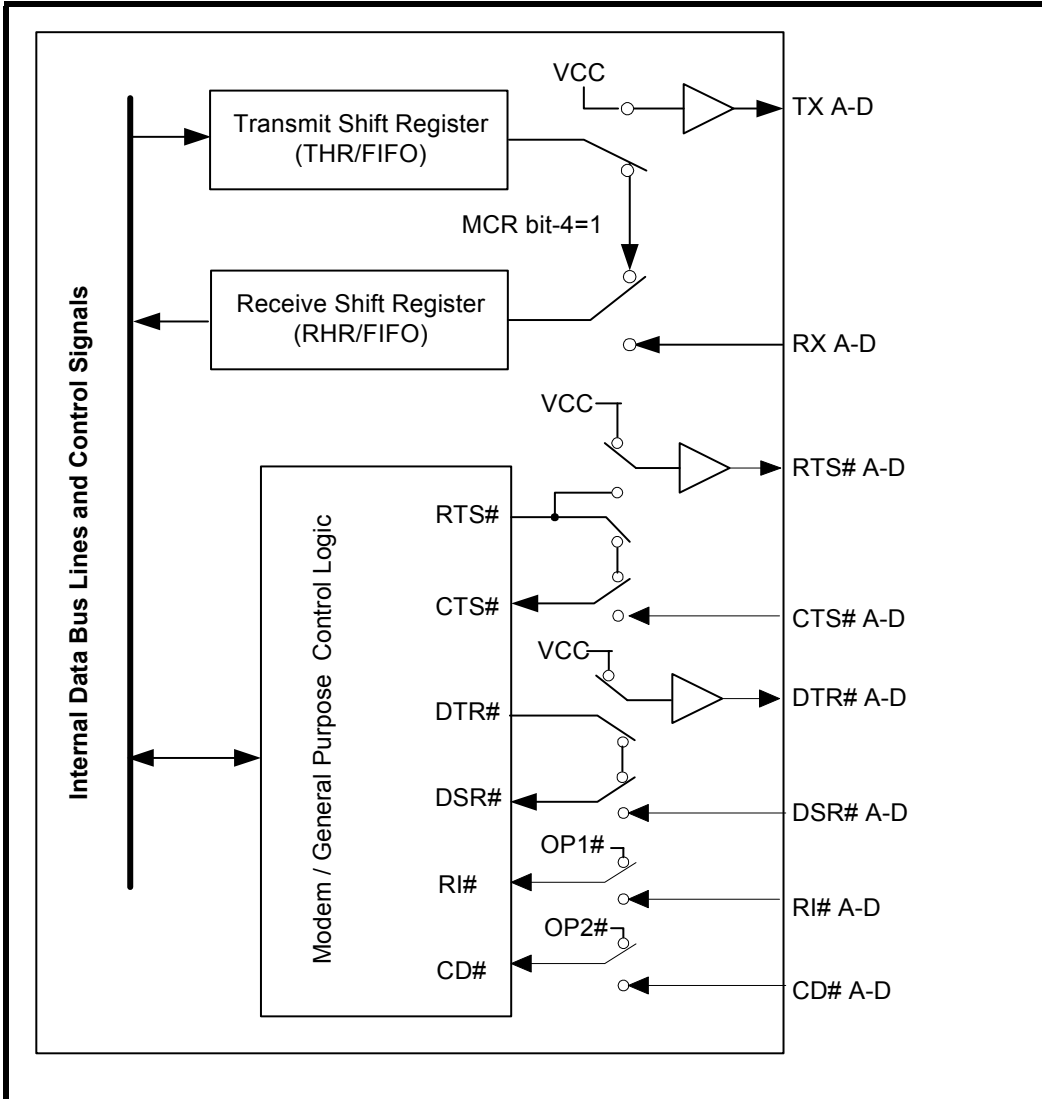 VCC
TX A-D
Transmit Shift Register
(THR/FIFO)
MCR bit-4=1
Receive Shift Register
(RHR/FIFO)
RX A-D
Internal Data Bus Lines and Control Signals
VCC
RTS# A-D
RTS#
Modem / General Purpose Control Logic
CTS#
CTS# A-D
VCC
DTR# A-D
DTR#
DSR#
DSR# A-D
OP1#
RI#
RI# A-D
OP2#
CD#
CD# A-D